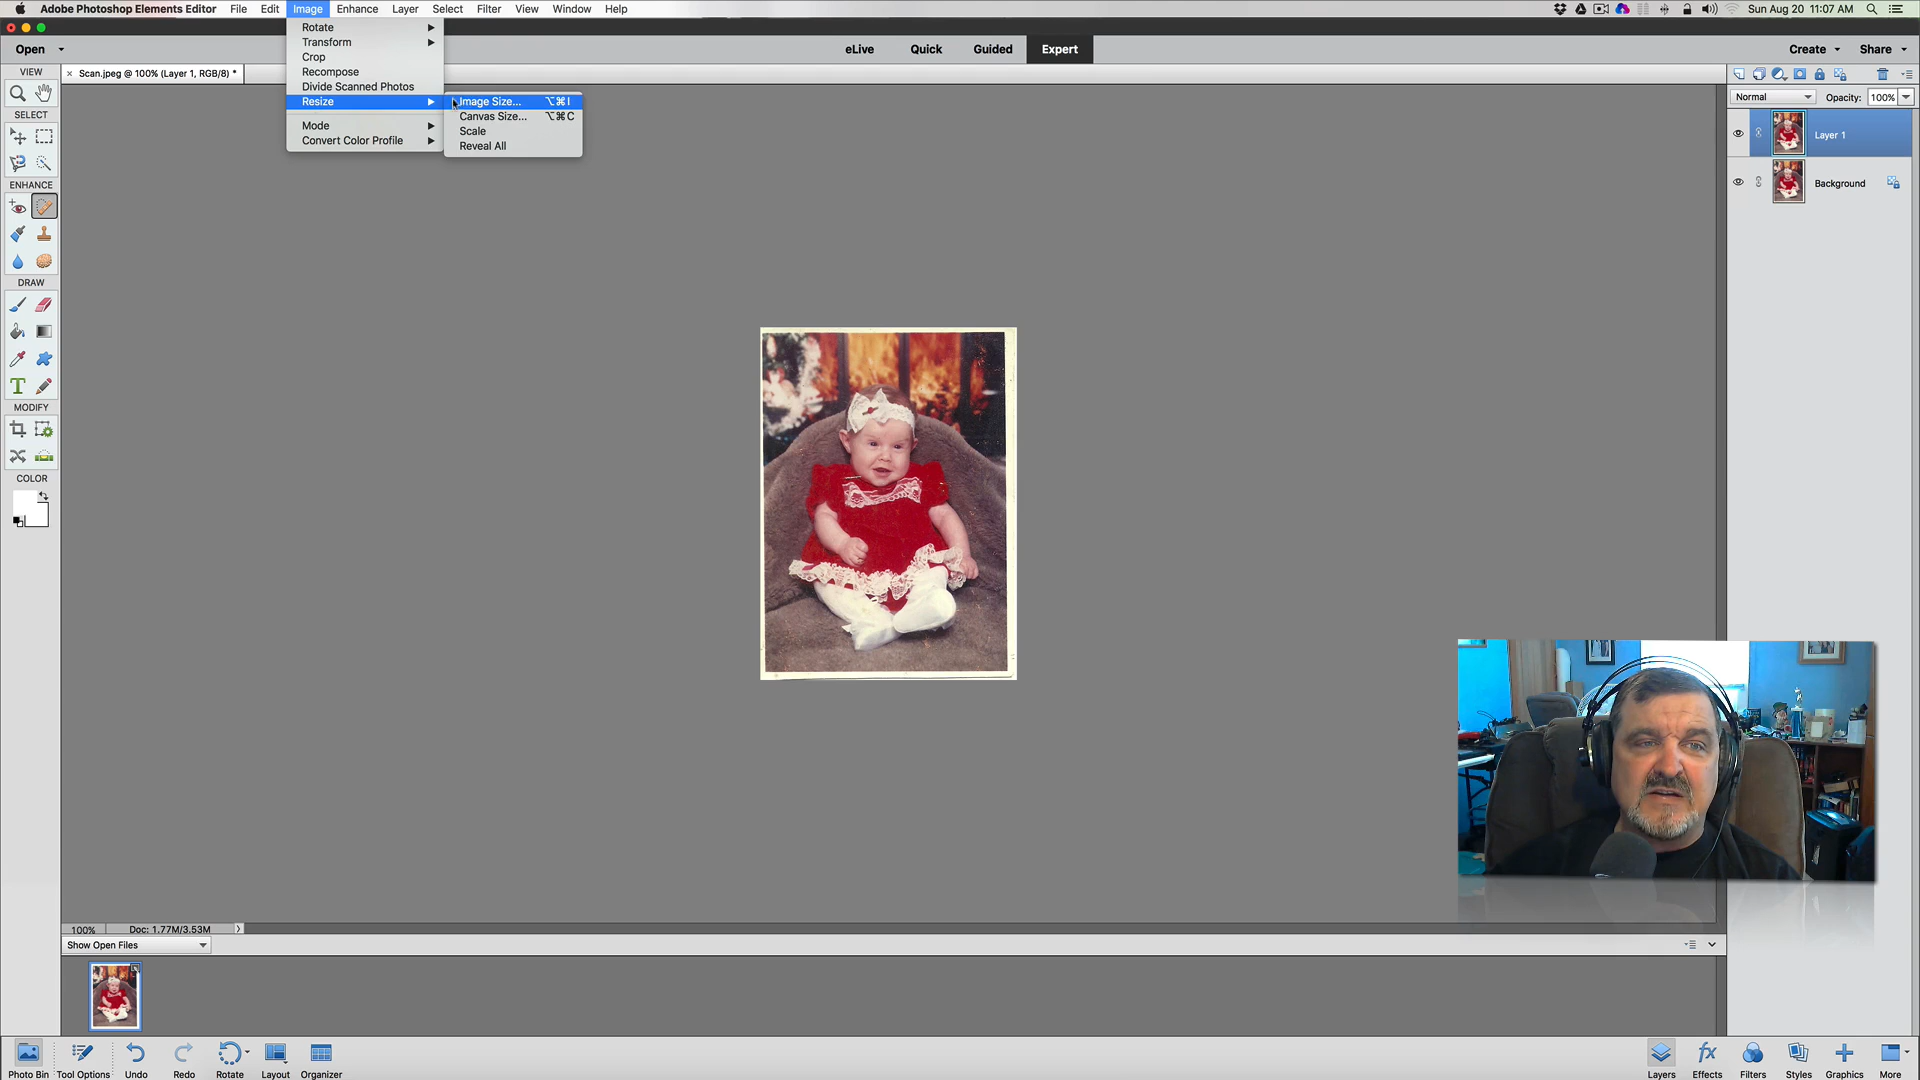 Adobe Photoshop Elements Editor File Edit Image Enhance Layer Select Filter View Window Help Sun Aug 20 11:07 AM
Open eLive Quick Guided Expert Create Share
Scan.jpeg @ 100% (Layer 1, RGB/8) *
Rotate
Transform
Crop
Recompose
Divide Scanned Photos
Resize
Mode
Convert Color Profile
Image Size... ⌥⌘I
Canvas Size... ⌥⌘C
Scale
Reveal All
VIEW
SELECT
ENHANCE
DRAW
T
MODIFY
COLOR
Normal Opacity: 100%
Layer 1
Background
100% Doc: 1.77M/3.53M
Show Open Files
Photo Bin Tool Options Undo Redo Rotate Layout Organizer
fx
Layers Effects Filters Styles Graphics More